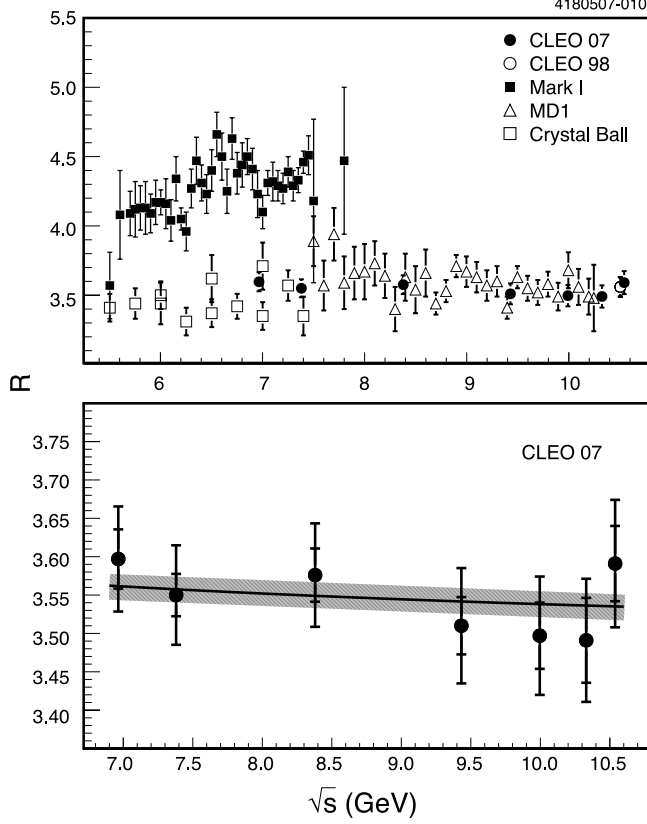 4180507-010
5.5
5.0
4.5
4.0
3.5
CLEO 07
CLEO 98
Mark I
MD1
Crystal Ball
6 7 8 9 10
R
3.75
3.70
3.65
3.60
3.55
3.50
3.45
3.40
CLEO 07
7.0 7.5 8.0 8.5 9.0 9.5 10.0 10.5
√s (GeV)